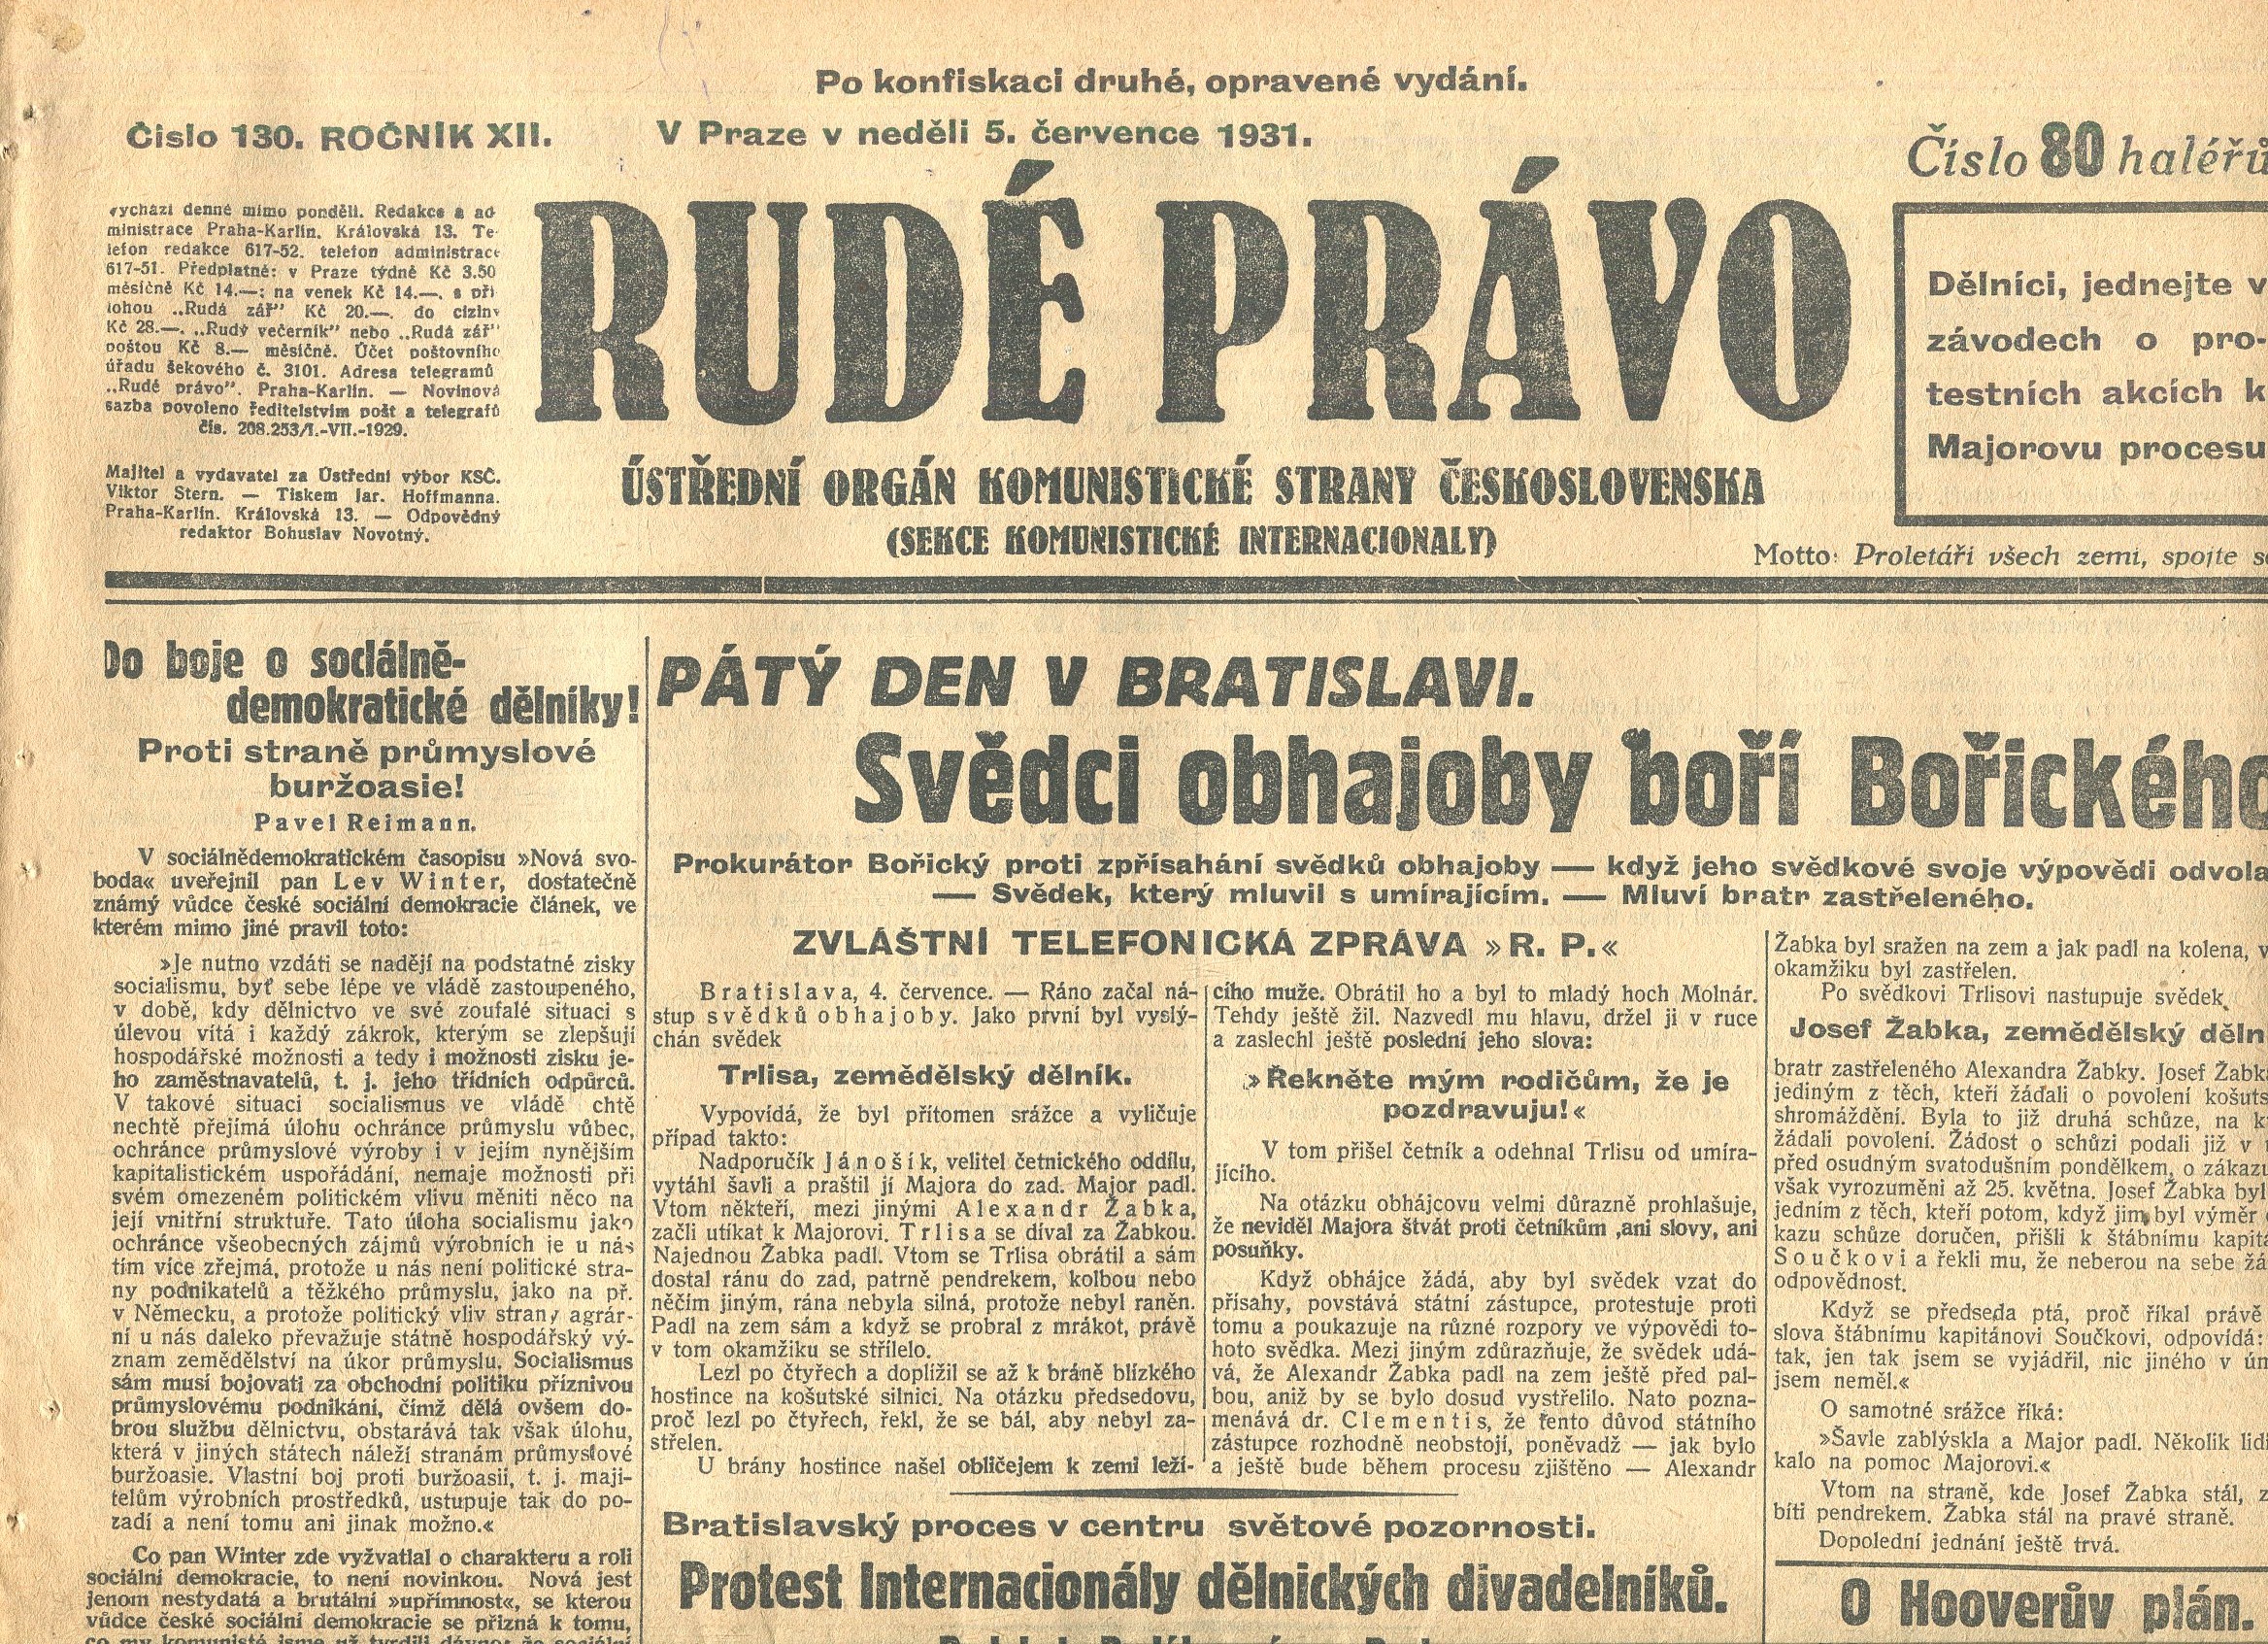 Po konfiskaci druhé, opravené vydání.
Číslo 130. ROČNÍK XII.
V Praze v neděli 5. července 1931.
Číslo 80 haléřů
vychází denně mimo pondělí. Redakce a ad-
ministrace Praha-Karlín, Královská 13. Te-
lefon redakce 617-52, telefon administrace
617-51. Předplatné: v Praze týdně Kč 3.50
měsíčně Kč 14.—; na venek Kč 14.—, s pří-
lohou „Rudá zář" Kč 20.—, do ciziny
Kč 28.—. „Rudý večerník" nebo „Rudá zář"
poštou Kč 8.— měsíčně. Účet poštovního
úřadu šekového č. 3101. Adresa telegramů
„Rudé právo", Praha-Karlín. — Novinová
sazba povoleno ředitelstvím pošt a telegrafů
čís. 208.253/1.-VII.-1929.
Majitel a vydavatel za Ústřední výbor KSČ.
Viktor Stern. — Tiskem Jar. Hoffmanna.
Praha-Karlín, Královská 13. — Odpovědný
redaktor Bohuslav Novotný.
RUDÉ PRÁVO
ÚSTŘEDNÍ ORGÁN KOMUNISTICKÉ STRANY ČESKOSLOVENSKA
(SEKCE KOMUNISTICKÉ INTERNACIONALY)
Dělníci, jednejte v
závodech o pro-
testních akcích k
Majorovu procesu
Motto: Proletáři všech zemí, spojte se
Do boje o sociálně-
demokratické dělníky!
Proti straně průmyslové
buržoasie!
Pavel Reimann.
V sociálnědemokratickém časopisu »Nová svo-
boda« uveřejnil pan Lev Winter, dostatečně
známý vůdce české sociální demokracie článek, ve
kterém mimo jiné pravil toto:
»Je nutno vzdáti se nadějí na podstatné zisky
socialismu, byť sebe lépe ve vládě zastoupeného,
v době, kdy dělnictvo ve své zoufalé situaci s
úlevou vítá i každý zákrok, kterým se zlepšují
hospodářské možnosti a tedy i možnosti zisku je-
ho zaměstnavatelů, t. j. jeho třídních odpůrců.
V takové situaci socialismus ve vládě chtě
nechtě přejímá úlohu ochránce průmyslu vůbec,
ochránce průmyslové výroby i v jejím nynějším
kapitalistickém uspořádání, nemaje možnosti při
svém omezeném politickém vlivu měniti něco na
její vnitřní struktuře. Tato úloha socialismu jako
ochránce všeobecných zájmů výrobních je u nás
tím více zřejmá, protože u nás není politické stra-
ny podnikatelů a těžkého průmyslu, jako na př.
v Německu, a protože politický vliv strany agrár-
ní u nás daleko převažuje státně hospodářský vý-
znam zemědělství na úkor průmyslu. Socialismus
sám musí bojovati za obchodní politiku příznivou
průmyslovému podnikání, čímž dělá ovšem do-
brou službu dělnictvu, obstarává tak však úlohu,
která v jiných státech náleží stranám průmyslové
buržoasie. Vlastní boj proti buržoasii, t. j. maji-
telům výrobních prostředků, ustupuje tak do po-
zadí a není tomu ani jinak možno.«
Co pan Winter zde vyžvatlal o charakteru a roli
sociální demokracie, to není novinkou. Nová jest
jenom nestydatá a brutální »upřímnost«, se kterou
vůdce české sociální demokracie se přizná k tomu,
co my komunisté jsme už tvrdili dávno: že sociální
PÁTÝ DEN V BRATISLAVI.
Svědci obhajoby boří Bořického
Prokurátor Bořický proti zpřísahání svědků obhajoby — když jeho svědkové svoje výpovědi odvola
— Svědek, který mluvil s umírajícím. — Mluví bratr zastřeleného.
ZVLÁŠTNÍ TELEFONICKÁ ZPRÁVA »R. P.«
Bratislava, 4. července. — Ráno začal ná-
stup svědků obhajoby. Jako první byl vyslý-
chán svědek
Trlisa, zemědělský dělník.
Vypovídá, že byl přítomen srážce a vyličuje
případ takto:
Nadporučík Jánošík, velitel četnického oddílu,
vytáhl šavli a praštil jí Majora do zad. Major padl.
Vtom někteří, mezi jinými Alexandr Žabka,
začli utíkat k Majorovi. Trlisa se díval za Žabkou.
Najednou Žabka padl. Vtom se Trlisa obrátil a sám
dostal ránu do zad, patrně pendrekem, kolbou nebo
něčím jiným, rána nebyla silná, protože nebyl raněn.
Padl na zem sám a když se probral z mrákot, právě
v tom okamžiku se střílelo.
Lezl po čtyřech a doplížil se až k bráně blízkého
hostince na košutské silnici. Na otázku předsedovu,
proč lezl po čtyřech, řekl, že se bál, aby nebyl za-
střelen.
U brány hostince našel obličejem k zemi leží-
cího muže. Obrátil ho a byl to mladý hoch Molnár.
Tehdy ještě žil. Nazvedl mu hlavu, držel ji v ruce
a zaslechl ještě poslední jeho slova:
»Řekněte mým rodičům, že je
pozdravuju!«
V tom přišel četník a odehnal Trlisu od umíra-
jícího.
Na otázku obhájcovu velmi důrazně prohlašuje,
že neviděl Majora štvát proti četníkům ,ani slovy, ani
posuňky.
Když obhájce žádá, aby byl svědek vzat do
přísahy, povstává státní zástupce, protestuje proti
tomu a poukazuje na různé rozpory ve výpovědi to-
hoto svědka. Mezi jiným zdůrazňuje, že svědek udá-
vá, že Alexandr Žabka padl na zem ještě před pal-
bou, aniž by se bylo dosud vystřelilo. Nato pozna-
menává dr. Clementis, že tento důvod státního
zástupce rozhodně neobstojí, poněvadž — jak bylo
a ještě bude během procesu zjištěno — Alexandr
Žabka byl sražen na zem a jak padl na kolena, v
okamžiku byl zastřelen.
Po svědkovi Trlisovi nastupuje svědek
Josef Žabka, zemědělský děln
bratr zastřeleného Alexandra Žabky. Josef Žabk
jediným z těch, kteří žádali o povolení košuts
shromáždění. Byla to již druhá schůze, na k
žádali povolení. Žádost o schůzi podali již v
před osudným svatodušním pondělkem, o zákazu
však vyrozuměni až 25. května. Josef Žabka byl
jedním z těch, kteří potom, když jim byl výměr
kazu schůze doručen, přišli k štábnímu kapitá
Součkovi a řekli mu, že neberou na sebe žá
odpovědnost.
Když se předseda ptá, proč říkal právě
slova štábnímu kapitánovi Součkovi, odpovídá:
tak, jen tak jsem se vyjádřil, nic jiného v úm
jsem neměl.«
O samotné srážce říká:
»Šavle zablýskla a Major padl. Několik lidí
kalo na pomoc Majorovi.«
Vtom na straně, kde Josef Žabka stál, z
bíti pendrekem. Žabka stál na pravé straně.
Dopolední jednání ještě trvá.
Bratislavský proces v centru světové pozornosti.
Protest Internacionály dělnických divadelníků.
O Hooverův plán.